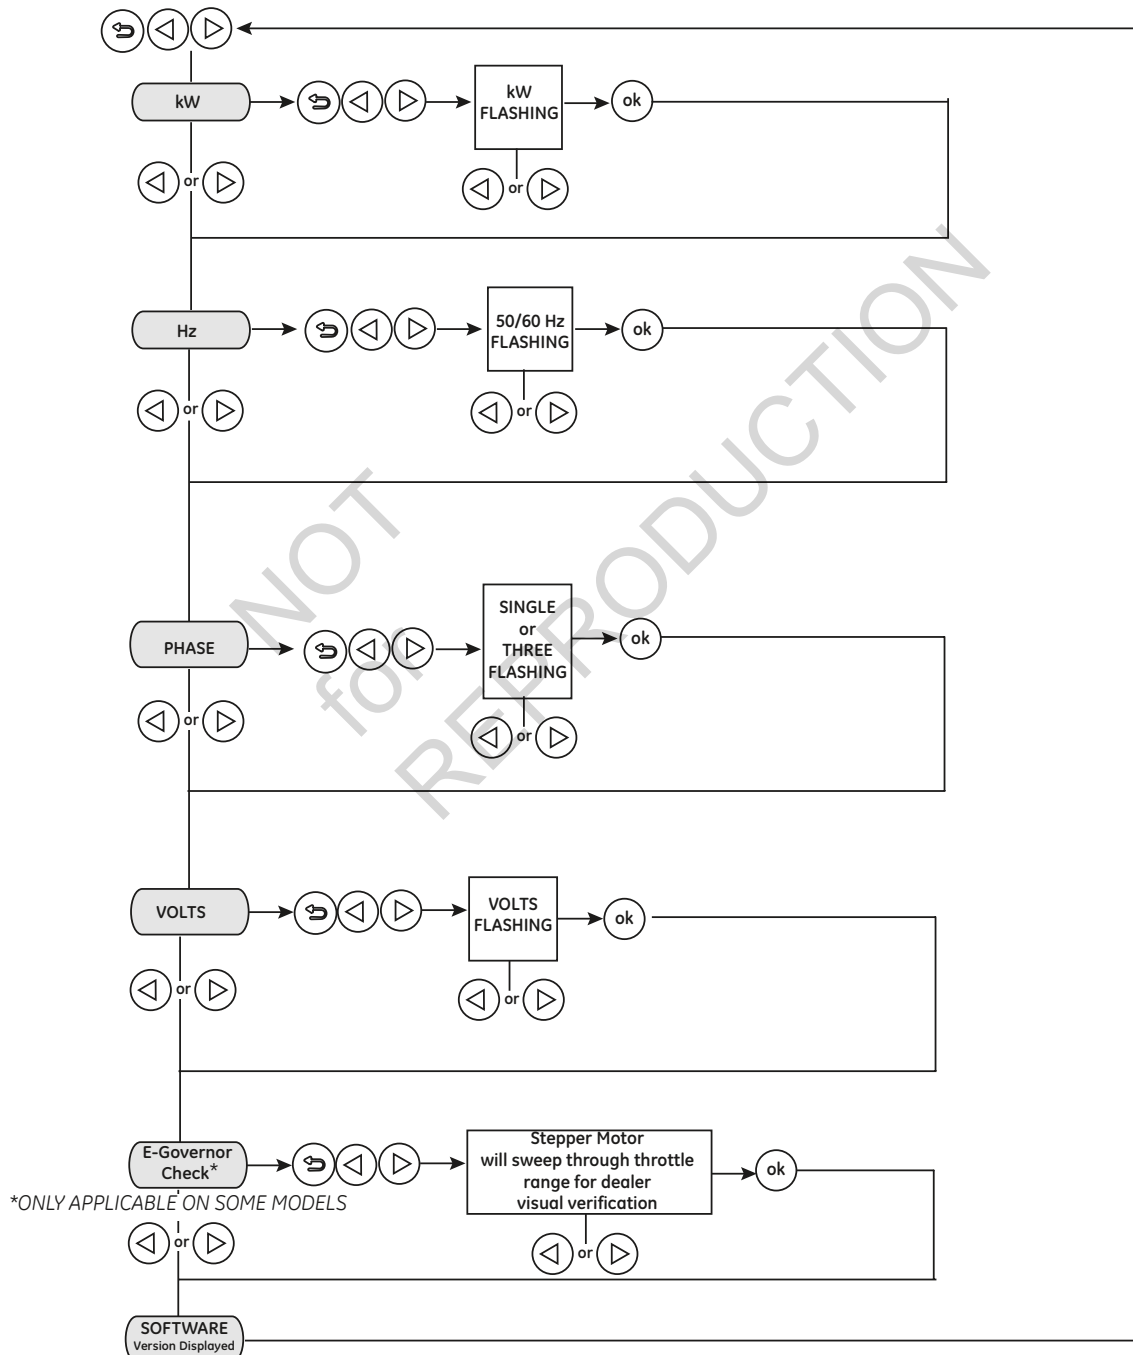 kW
kW
FLASHING
ok
or
or
Hz
50/60 Hz
FLASHING
ok
or
or
NOT
for
REPRODUCTION
PHASE
SINGLE
or
THREE
FLASHING
ok
or
or
VOLTS
VOLTS
FLASHING
ok
or
or
E-Governor
Check*
Stepper Motor
will sweep through throttle
range for dealer
visual verification
ok
*ONLY APPLICABLE ON SOME MODELS
or
or
SOFTWARE
Version Displayed